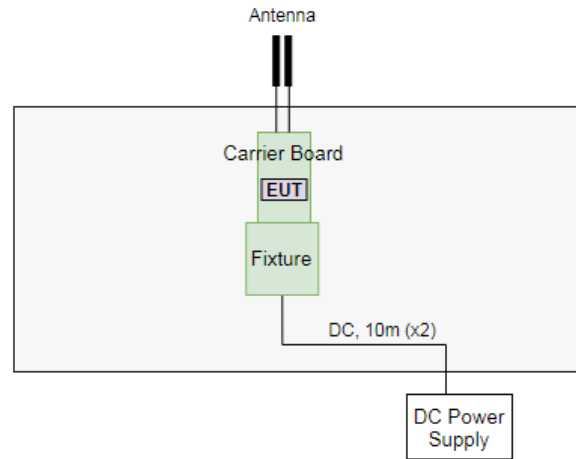 Antenna
Carrier Board
EUT
Fixture
DC, 10m (x2)
DC Power
Supply